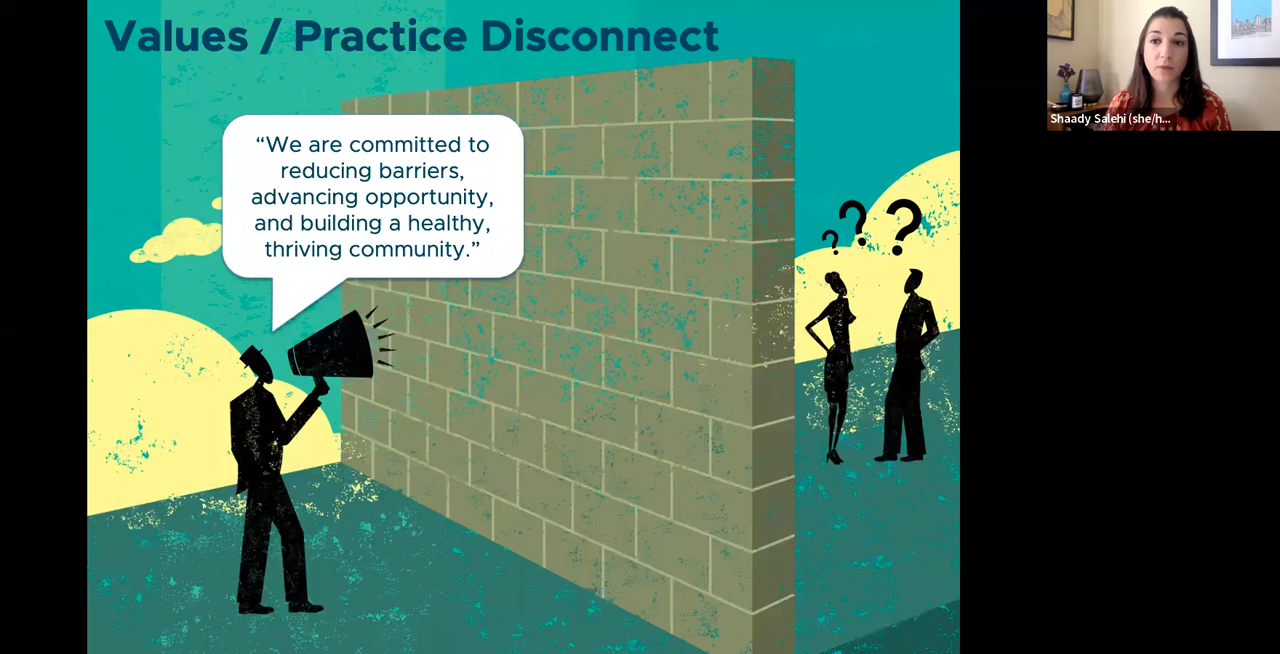 Values / Practice Disconnect
“We are committed to
reducing barriers,
advancing opportunity,
and building a healthy,
thriving community.”
? ? ?
Shaady Salehi (she/h...